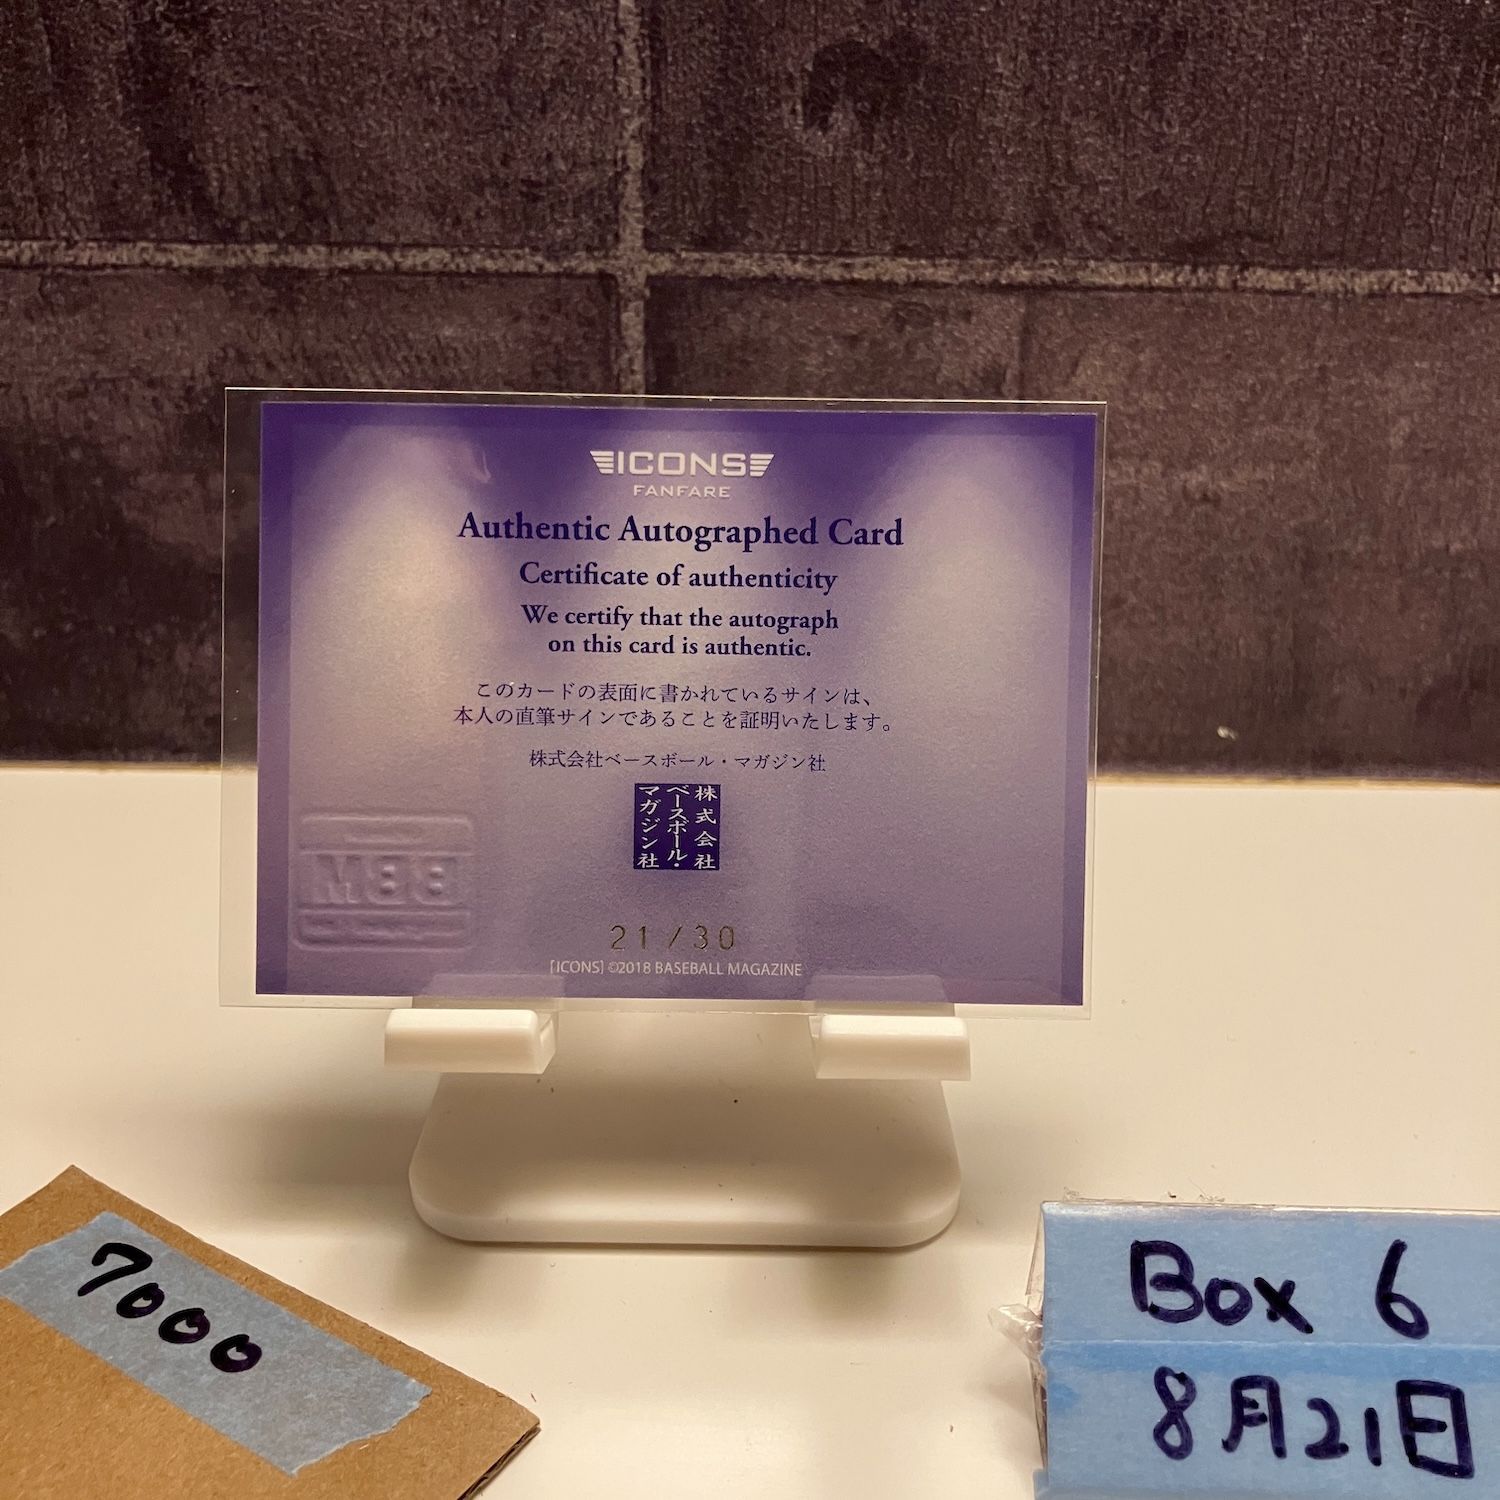 ICONS
FANFARE
Authentic Autographed Card
Certificate of authenticity
We certify that the autograph
on this card is authentic.
このカードの表面に書かれているサインは、
本人の直筆サインであることを証明いたします。
株式会社ベースボール・マガジン社
株式会社
ベースボール・
マガジン社
BBM
21/30
[ICONS] ©2018 BASEBALL MAGAZINE
7000
Box 6
8月21日